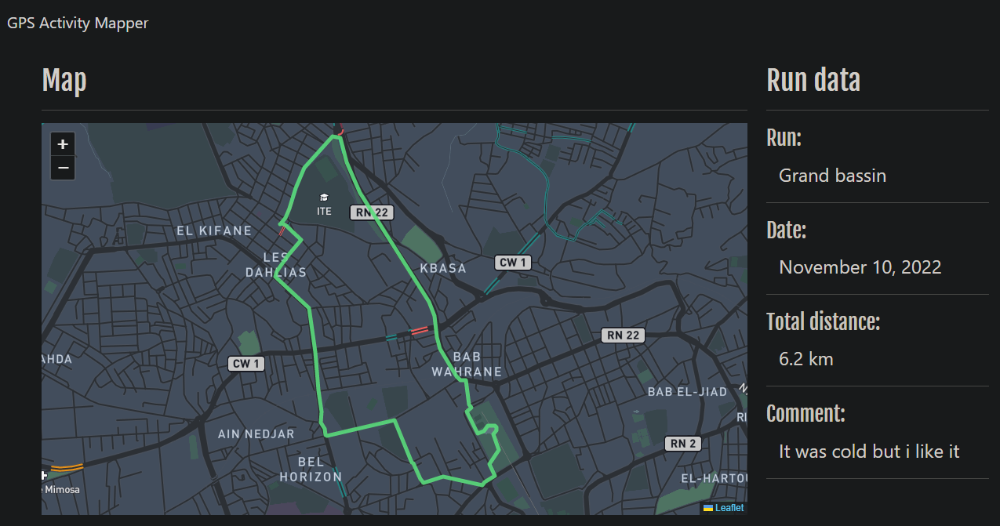 GPS Activity Mapper
Map
Run data
+
−
Run:
Grand bassin
Date:
November 10, 2022
Total distance:
6.2 km
Comment:
It was cold but i like it
ITE
RN 22
EL KIFANE
LES
DAHLIAS
KBASA
CW 1
RN 22
BAB
WAHRANE
AHDA
CW 1
BAB EL-JIAD
RI
AIN NEDJAR
RN 2
BEL
HORIZON
EL-HARTOU
Mimosa
Leaflet